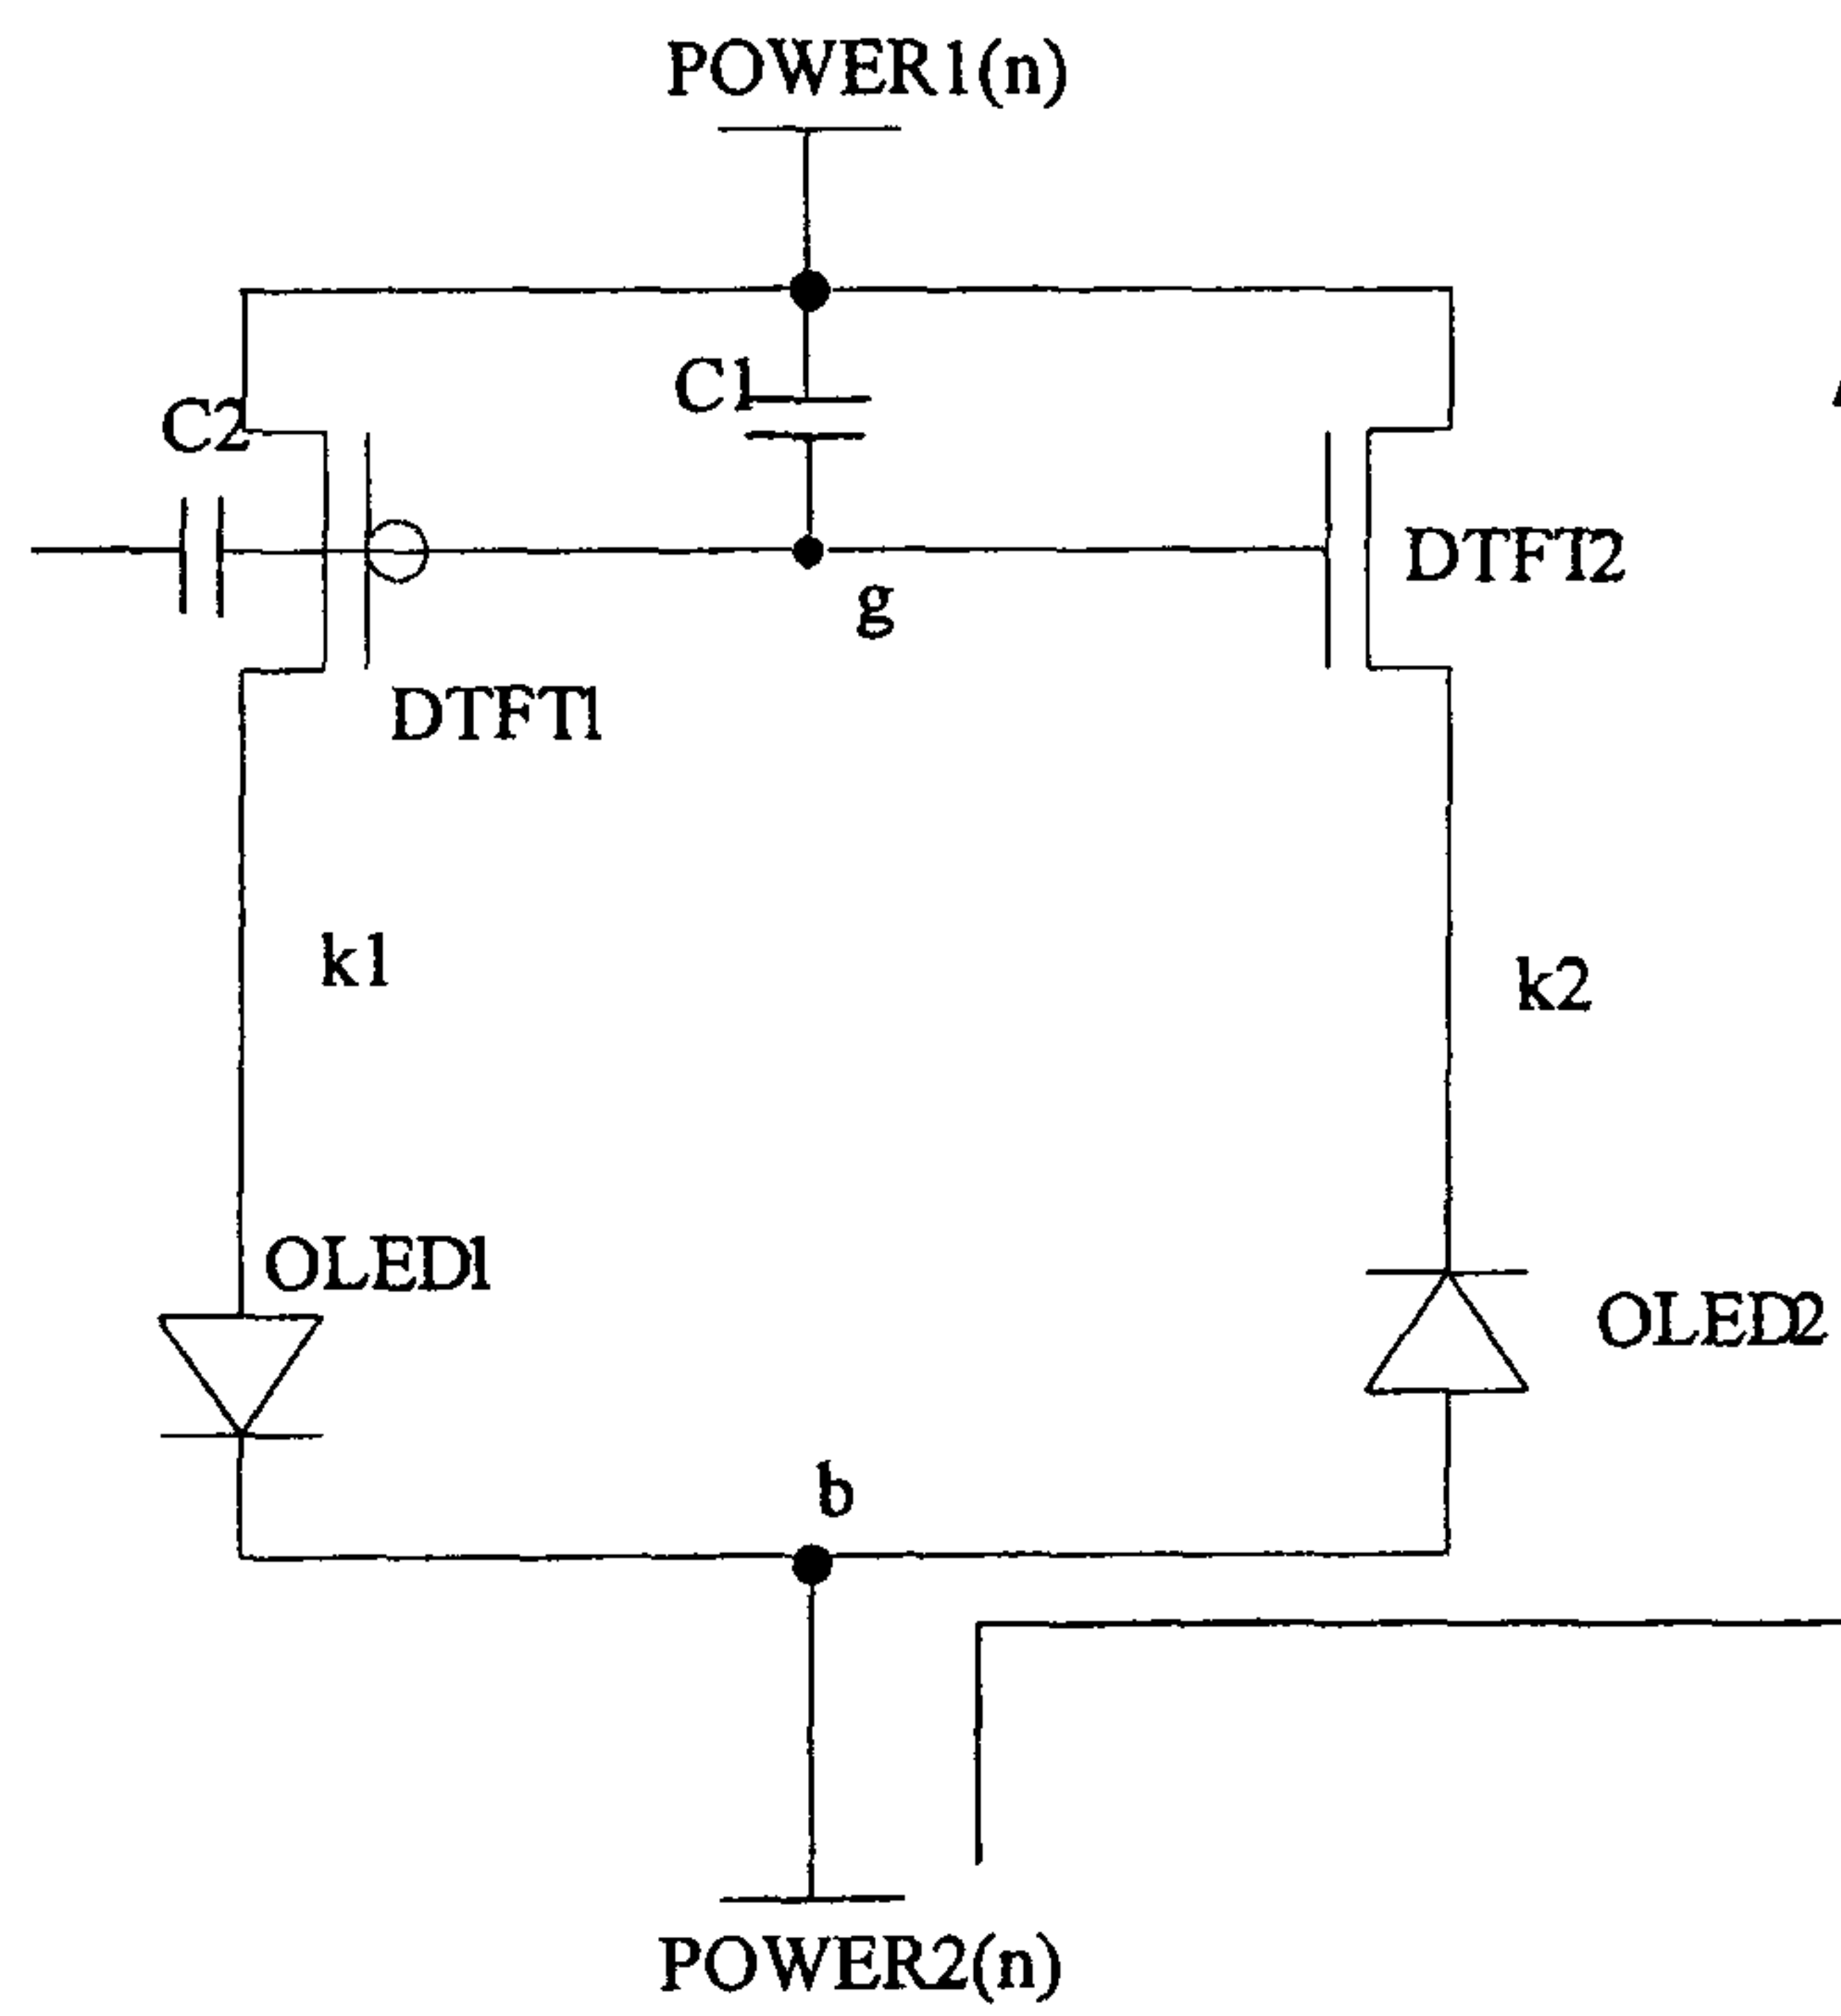 POWER1(n)
C1
C2
DTFT2
g
DTFT1
k1
k2
OLED1
OLED2
b
POWER2(n)